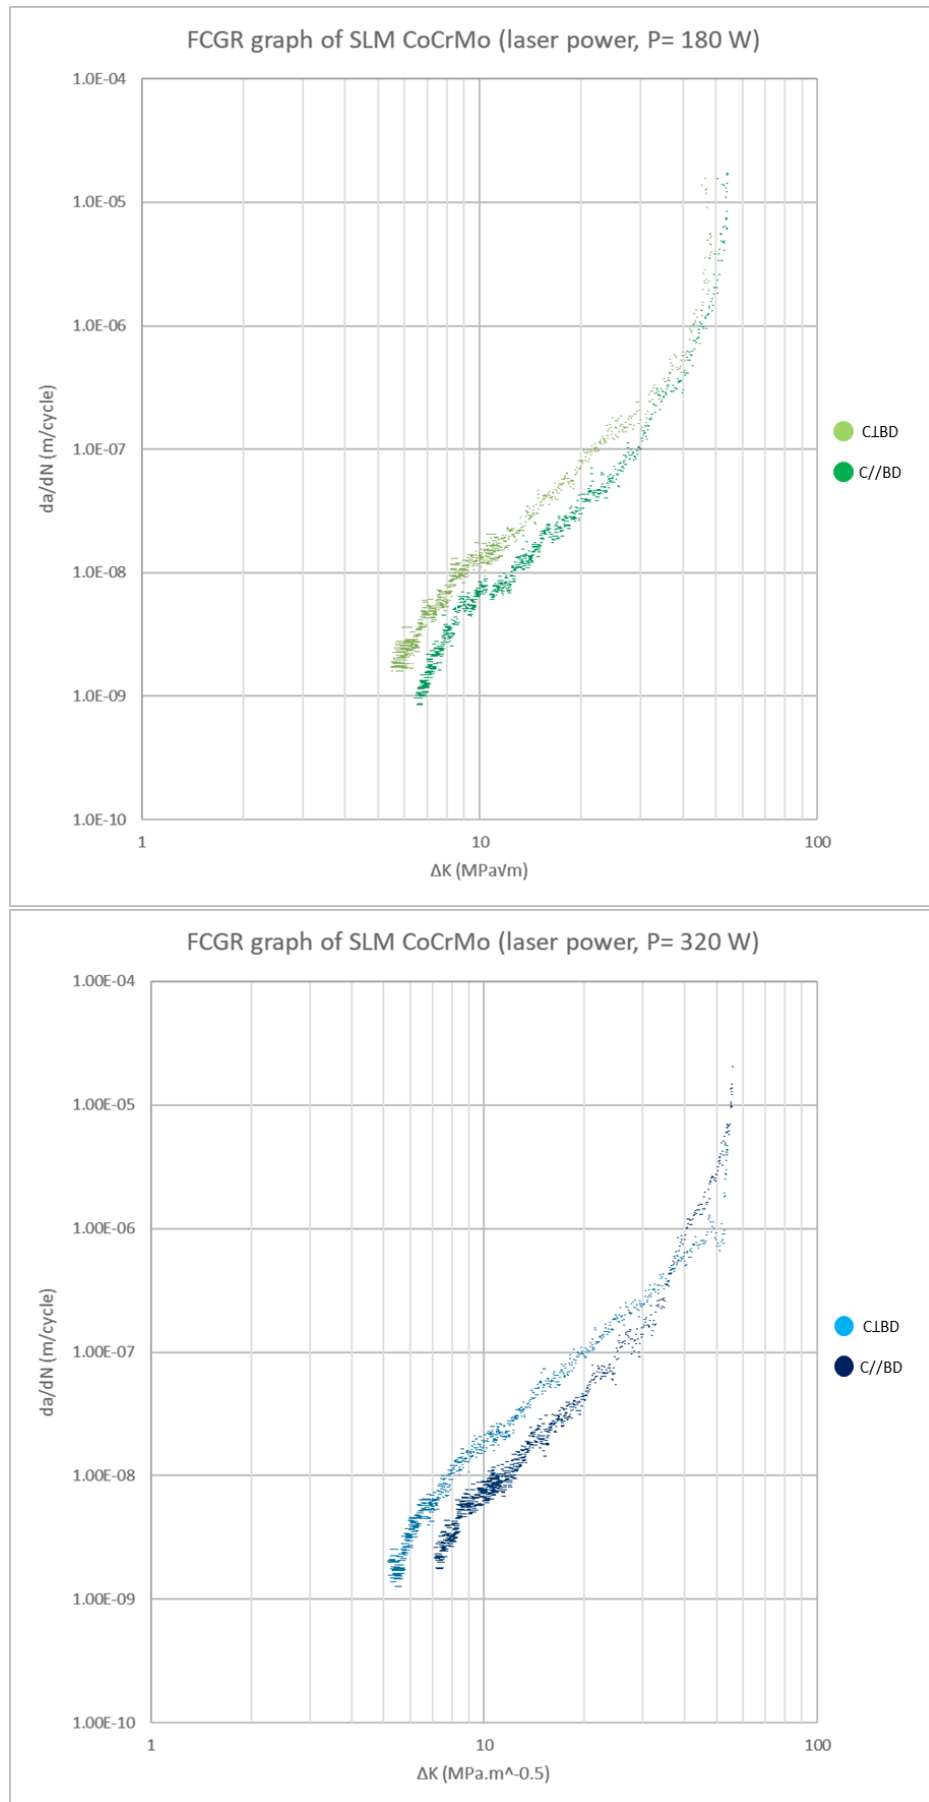 FCGR graph of SLM CoCrMo (laser power, P= 180 W)
1.0E-04
1.0E-05
1.0E-06
1.0E-07
1.0E-08
1.0E-09
1.0E-10
da/dN (m/cycle)
1 10 100
ΔK (MPa√m)
C⊥BD
C//BD
FCGR graph of SLM CoCrMo (laser power, P= 320 W)
1.00E-04
1.00E-05
1.00E-06
1.00E-07
1.00E-08
1.00E-09
1.00E-10
da/dN (m/cycle)
1 10 100
ΔK (MPa.m^-0.5)
C⊥BD
C//BD